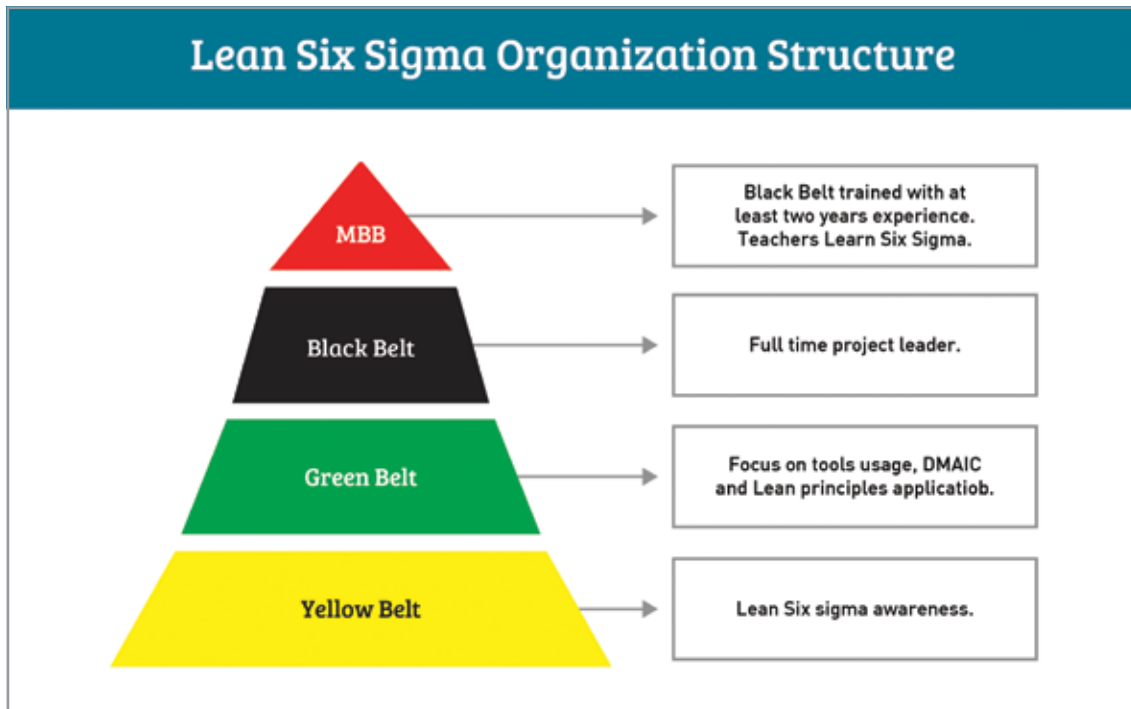 Lean Six Sigma Organization Structure
MBB
Black Belt trained with at
least two years experience.
Teachers Learn Six Sigma.
Black Belt
Full time project leader.
Green Belt
Focus on tools usage, DMAIC
and Lean principles applicatiob.
Yellow Belt
Lean Six sigma awareness.